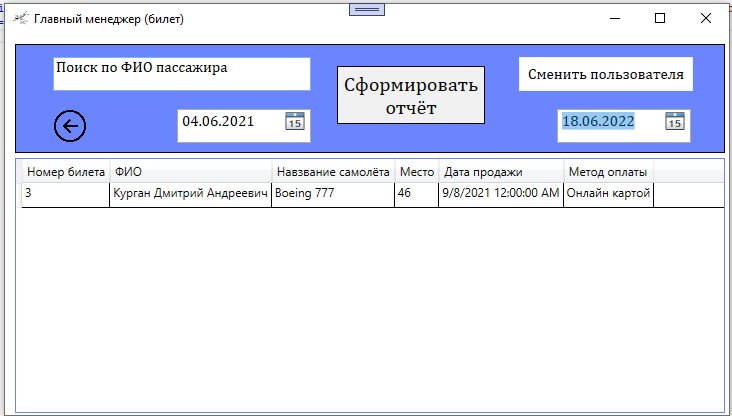 Главный менеджер (билет)
Поиск по ФИО пассажира
Сформировать
отчёт
Сменить пользователя
04.06.2021
15
18.06.2022
15
Номер билета ФИО Навзвание самолёта Место Дата продажи Метод оплаты
3 Курган Дмитрий Андреевич Boeing 777 46 9/8/2021 12:00:00 AM Онлайн картой